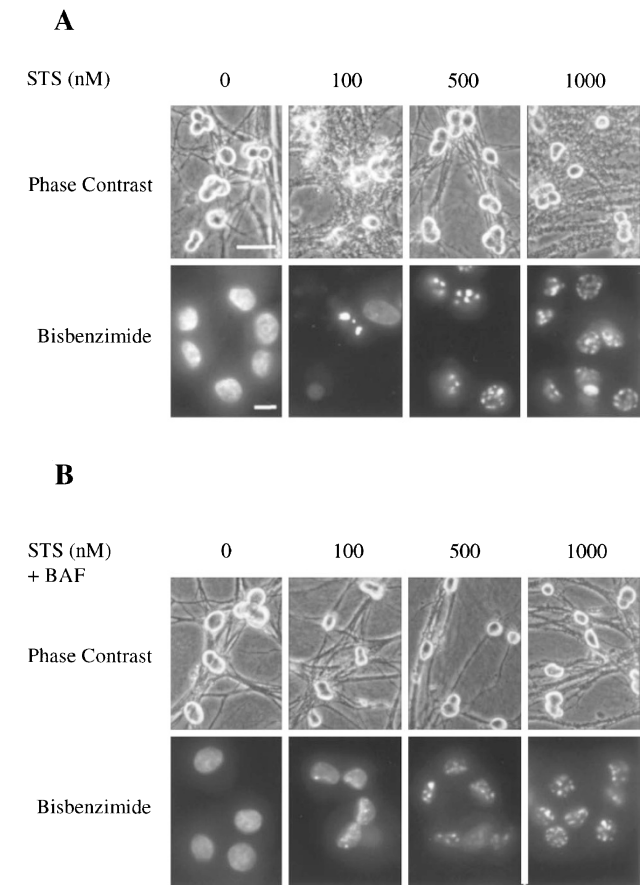 A
STS (nM) 0 100 500 1000
Phase Contrast
Bisbenzimide
B
STS (nM) 0 100 500 1000
+ BAF
Phase Contrast
Bisbenzimide